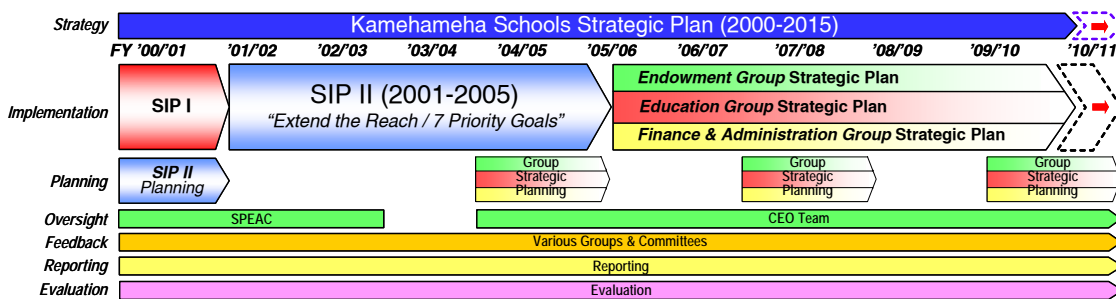 Strategy
Kamehameha Schools Strategic Plan (2000-2015)
FY '00/'01 '01/'02 '02/'03 '03/'04 '04/'05 '05/'06 '06/'07 '07/'08 '08/'09 '09/'10 '10/'11
Implementation
SIP I
SIP II (2001-2005)
“Extend the Reach / 7 Priority Goals”
Endowment Group Strategic Plan
Education Group Strategic Plan
Finance & Administration Group Strategic Plan
Planning
SIP II
Planning
Group
Strategic
Planning
Group
Strategic
Planning
Group
Strategic
Planning
Oversight
SPEAC
CEO Team
Feedback
Various Groups & Committees
Reporting
Reporting
Evaluation
Evaluation